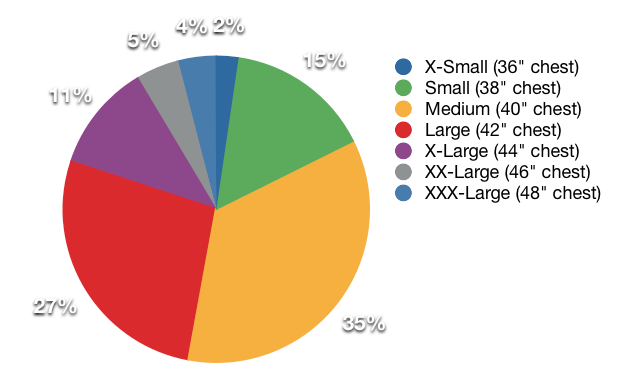 4% 2%
5%
15%
11%
27%
35%
X-Small (36" chest)
Small (38" chest)
Medium (40" chest)
Large (42" chest)
X-Large (44" chest)
XX-Large (46" chest)
XXX-Large (48" chest)